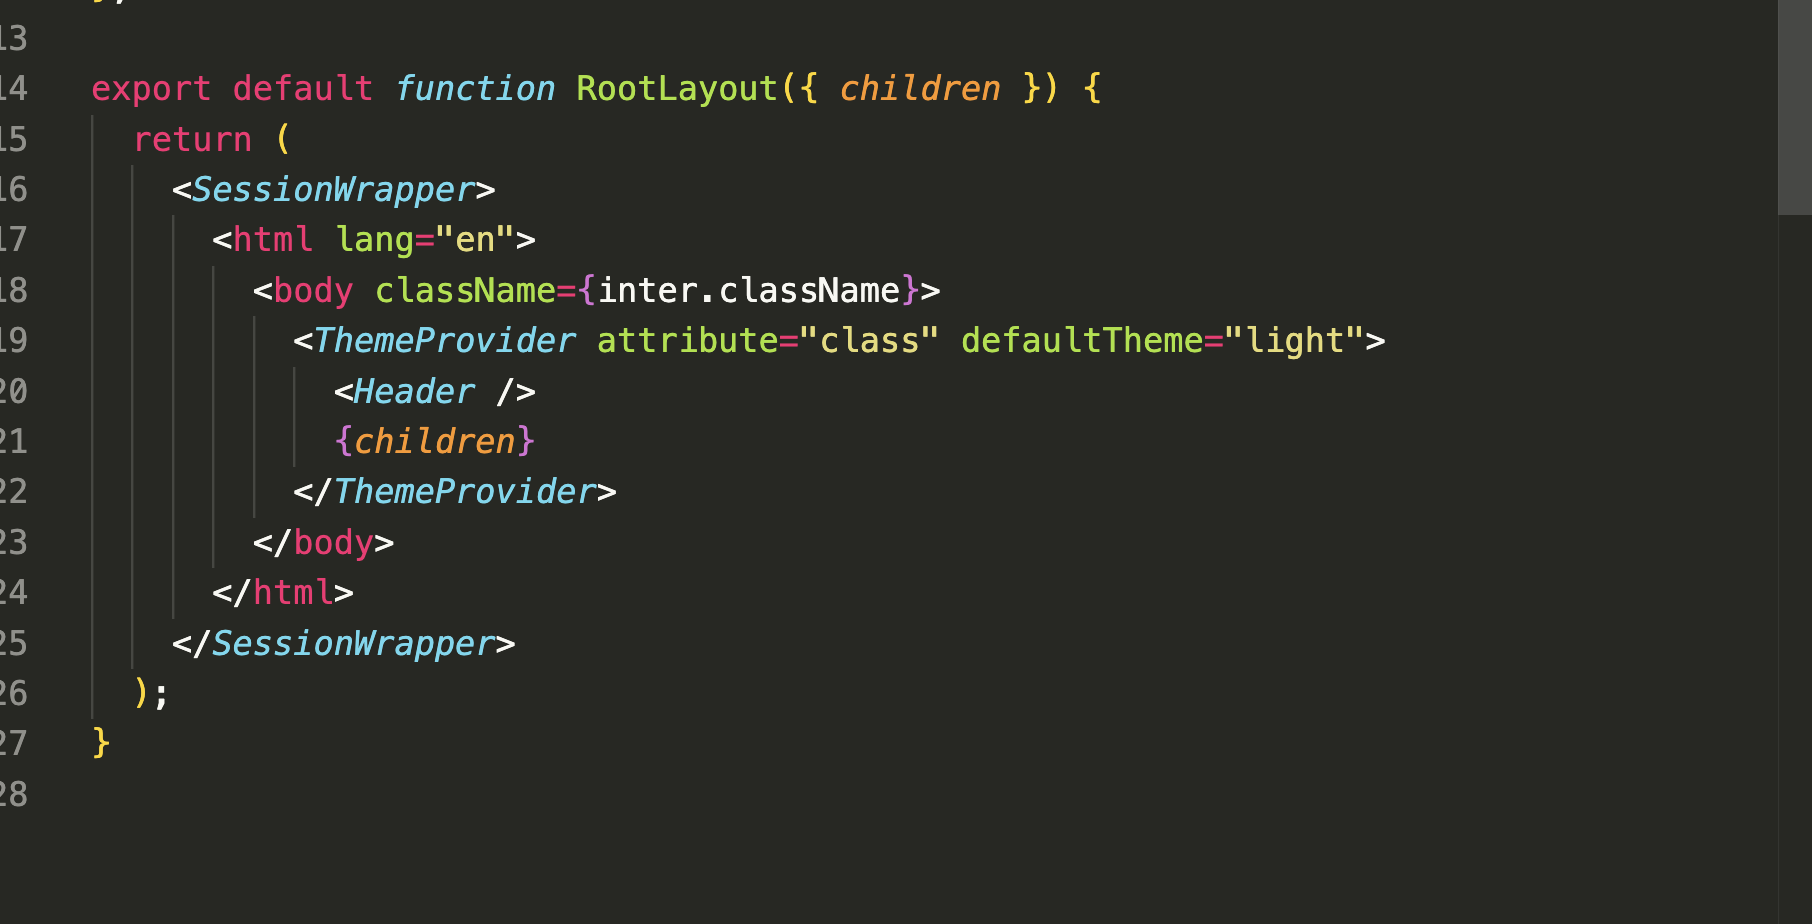 13
14 export default function RootLayout({ children }) {
15 return (
16 <SessionWrapper>
17 <html lang="en">
18 <body className={inter.className}>
19 <ThemeProvider attribute="class" defaultTheme="light">
20 <Header />
21 {children}
22 </ThemeProvider>
23 </body>
24 </html>
25 </SessionWrapper>
26 );
27 }
28